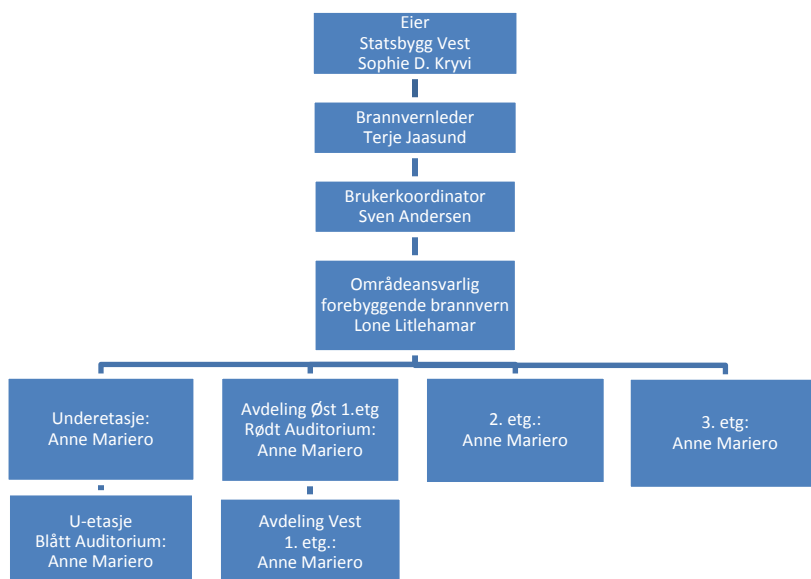 Eier
Statsbygg Vest
Sophie D. Kryvi
Brannvernleder
Terje Jaasund
Brukerkoordinator
Sven Andersen
Områdeansvarlig
forebyggende brannvern
Lone Litlehamar
Underetasje:
Anne Mariero
Avdeling Øst 1.etg
Rødt Auditorium:
Anne Mariero
2. etg.:
Anne Mariero
3. etg:
Anne Mariero
U-etasje
Blått Auditorium:
Anne Mariero
Avdeling Vest
1. etg.:
Anne Mariero